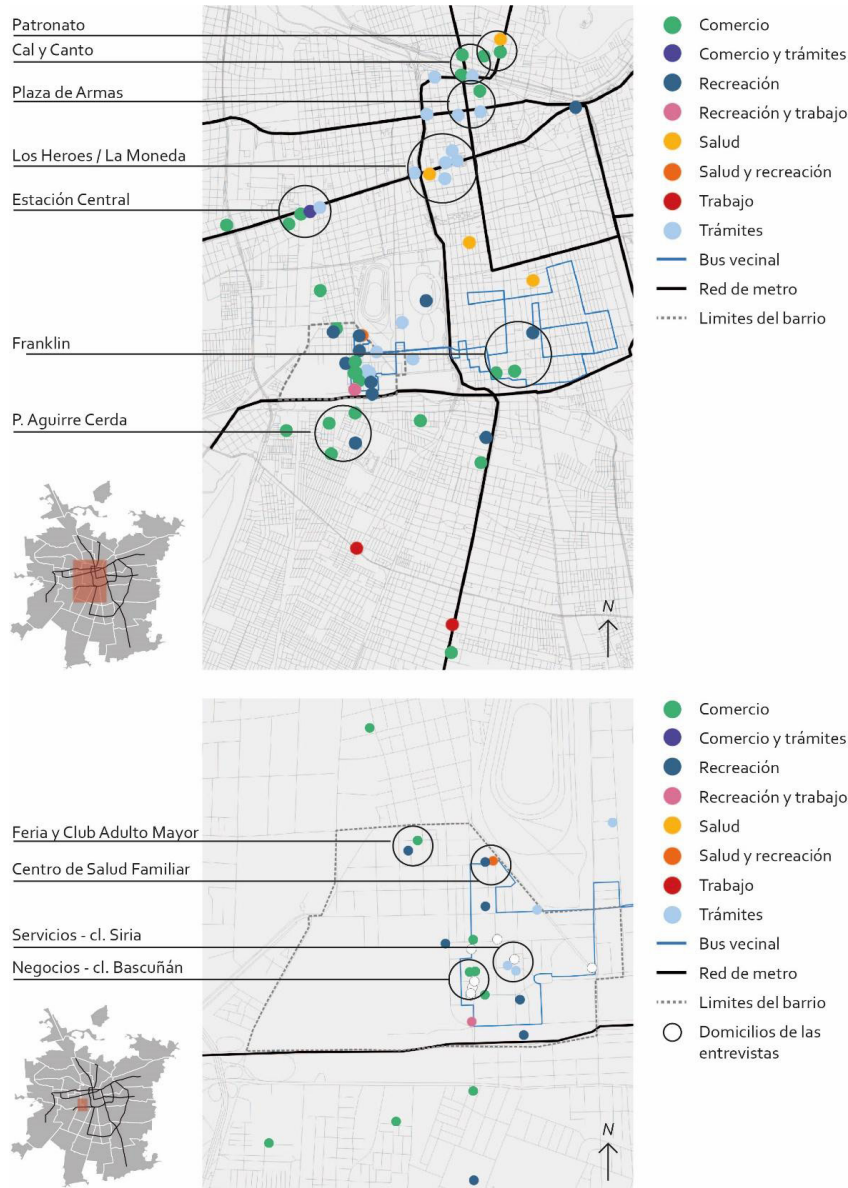 Patronato
Cal y Canto
Plaza de Armas
Los Heroes / La Moneda
Estación Central
Franklin
P. Aguirre Cerda
N
Comercio
Comercio y trámites
Recreación
Recreación y trabajo
Salud
Salud y recreación
Trabajo
Trámites
Bus vecinal
Red de metro
Limites del barrio
Feria y Club Adulto Mayor
Centro de Salud Familiar
Servicios - cl. Siria
Negocios - cl. Bascuñán
N
Comercio
Comercio y trámites
Recreación
Recreación y trabajo
Salud
Salud y recreación
Trabajo
Trámites
Bus vecinal
Red de metro
Limites del barrio
Domicilios de las
entrevistas